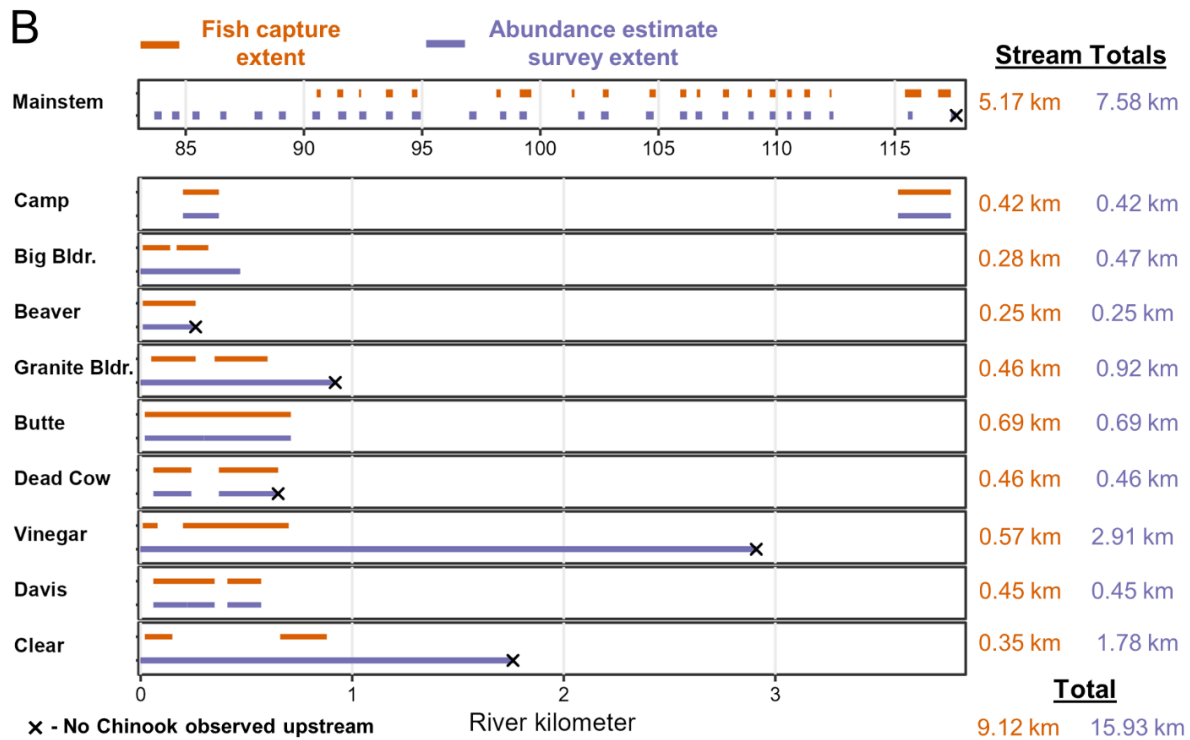 B
Fish capture
extent
Abundance estimate
survey extent
Stream Totals
Mainstem
5.17 km 7.58 km
85 90 95 100 105 110 115
Camp
0.42 km 0.42 km
Big Bldr.
0.28 km 0.47 km
Beaver
0.25 km 0.25 km
Granite Bldr.
0.46 km 0.92 km
Butte
0.69 km 0.69 km
Dead Cow
0.46 km 0.46 km
Vinegar
0.57 km 2.91 km
Davis
0.45 km 0.45 km
Clear
0.35 km 1.78 km
0 1 2 3
Total
x - No Chinook observed upstream
River kilometer
9.12 km 15.93 km